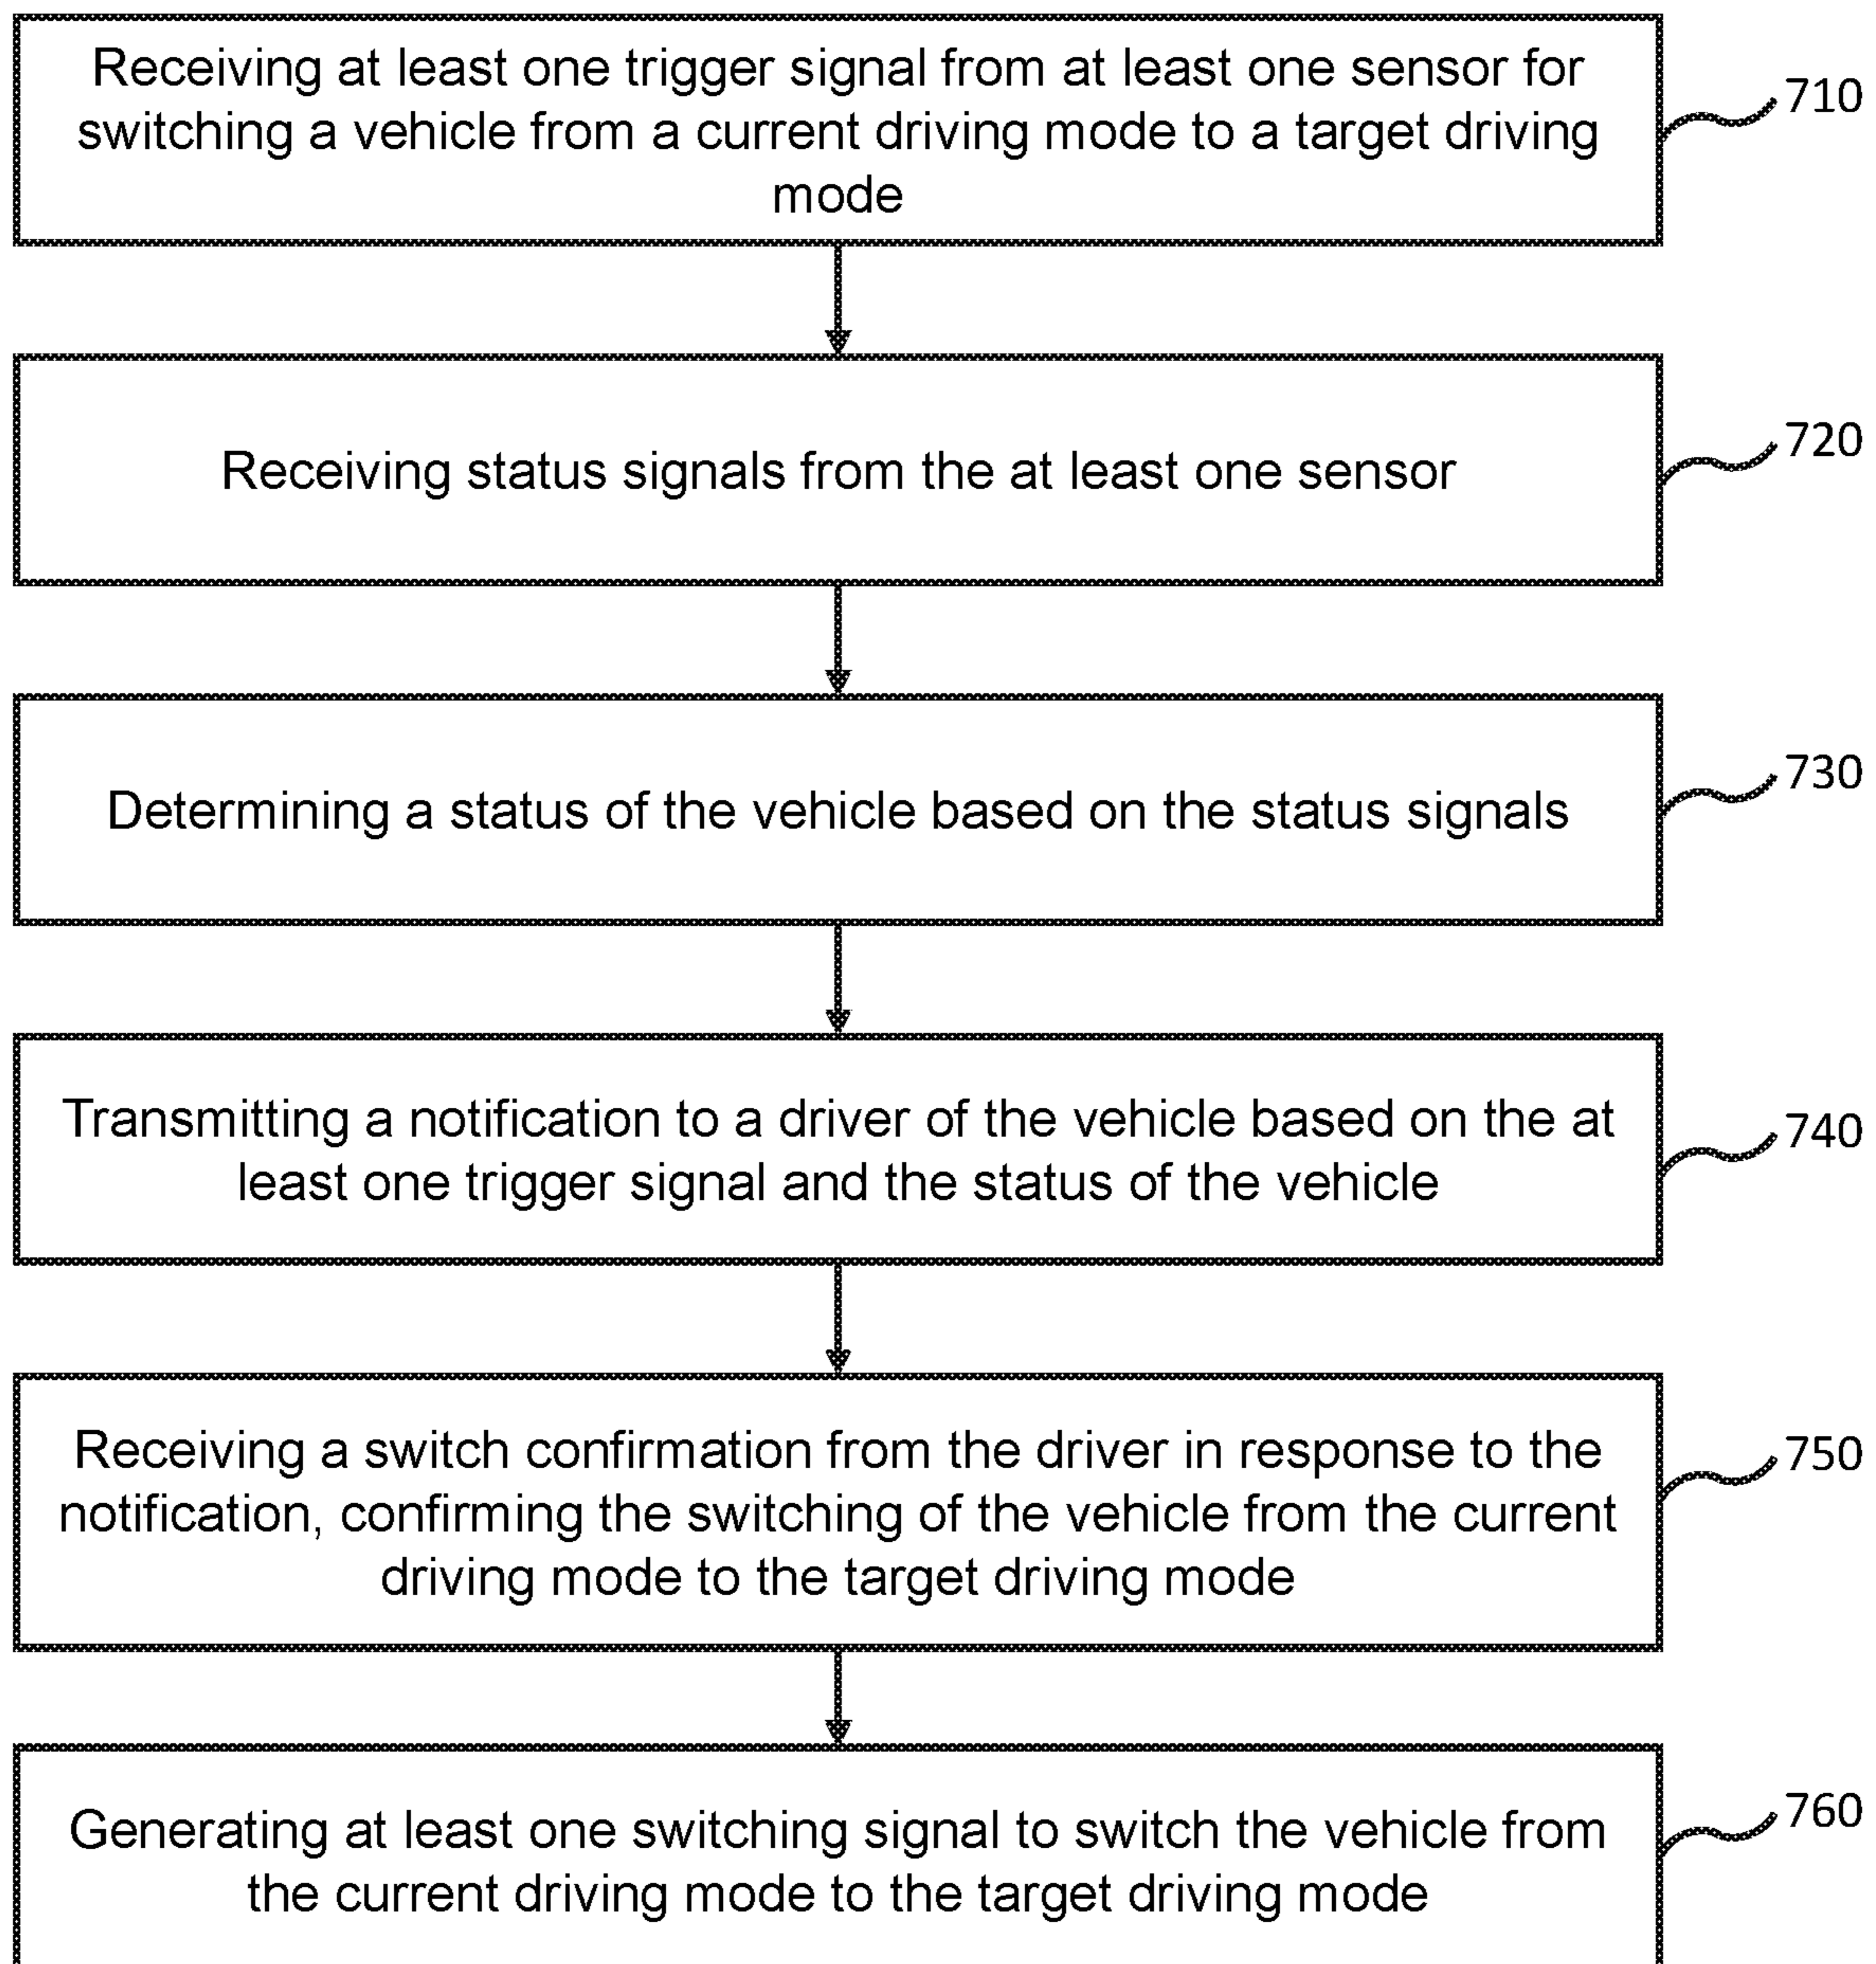 Receiving at least one trigger signal from at least one sensor for
switching a vehicle from a current driving mode to a target driving
mode
710
Receiving status signals from the at least one sensor
720
Determining a status of the vehicle based on the status signals
730
Transmitting a notification to a driver of the vehicle based on the at
least one trigger signal and the status of the vehicle
740
Receiving a switch confirmation from the driver in response to the
notification, confirming the switching of the vehicle from the current
driving mode to the target driving mode
750
Generating at least one switching signal to switch the vehicle from
the current driving mode to the target driving mode
760